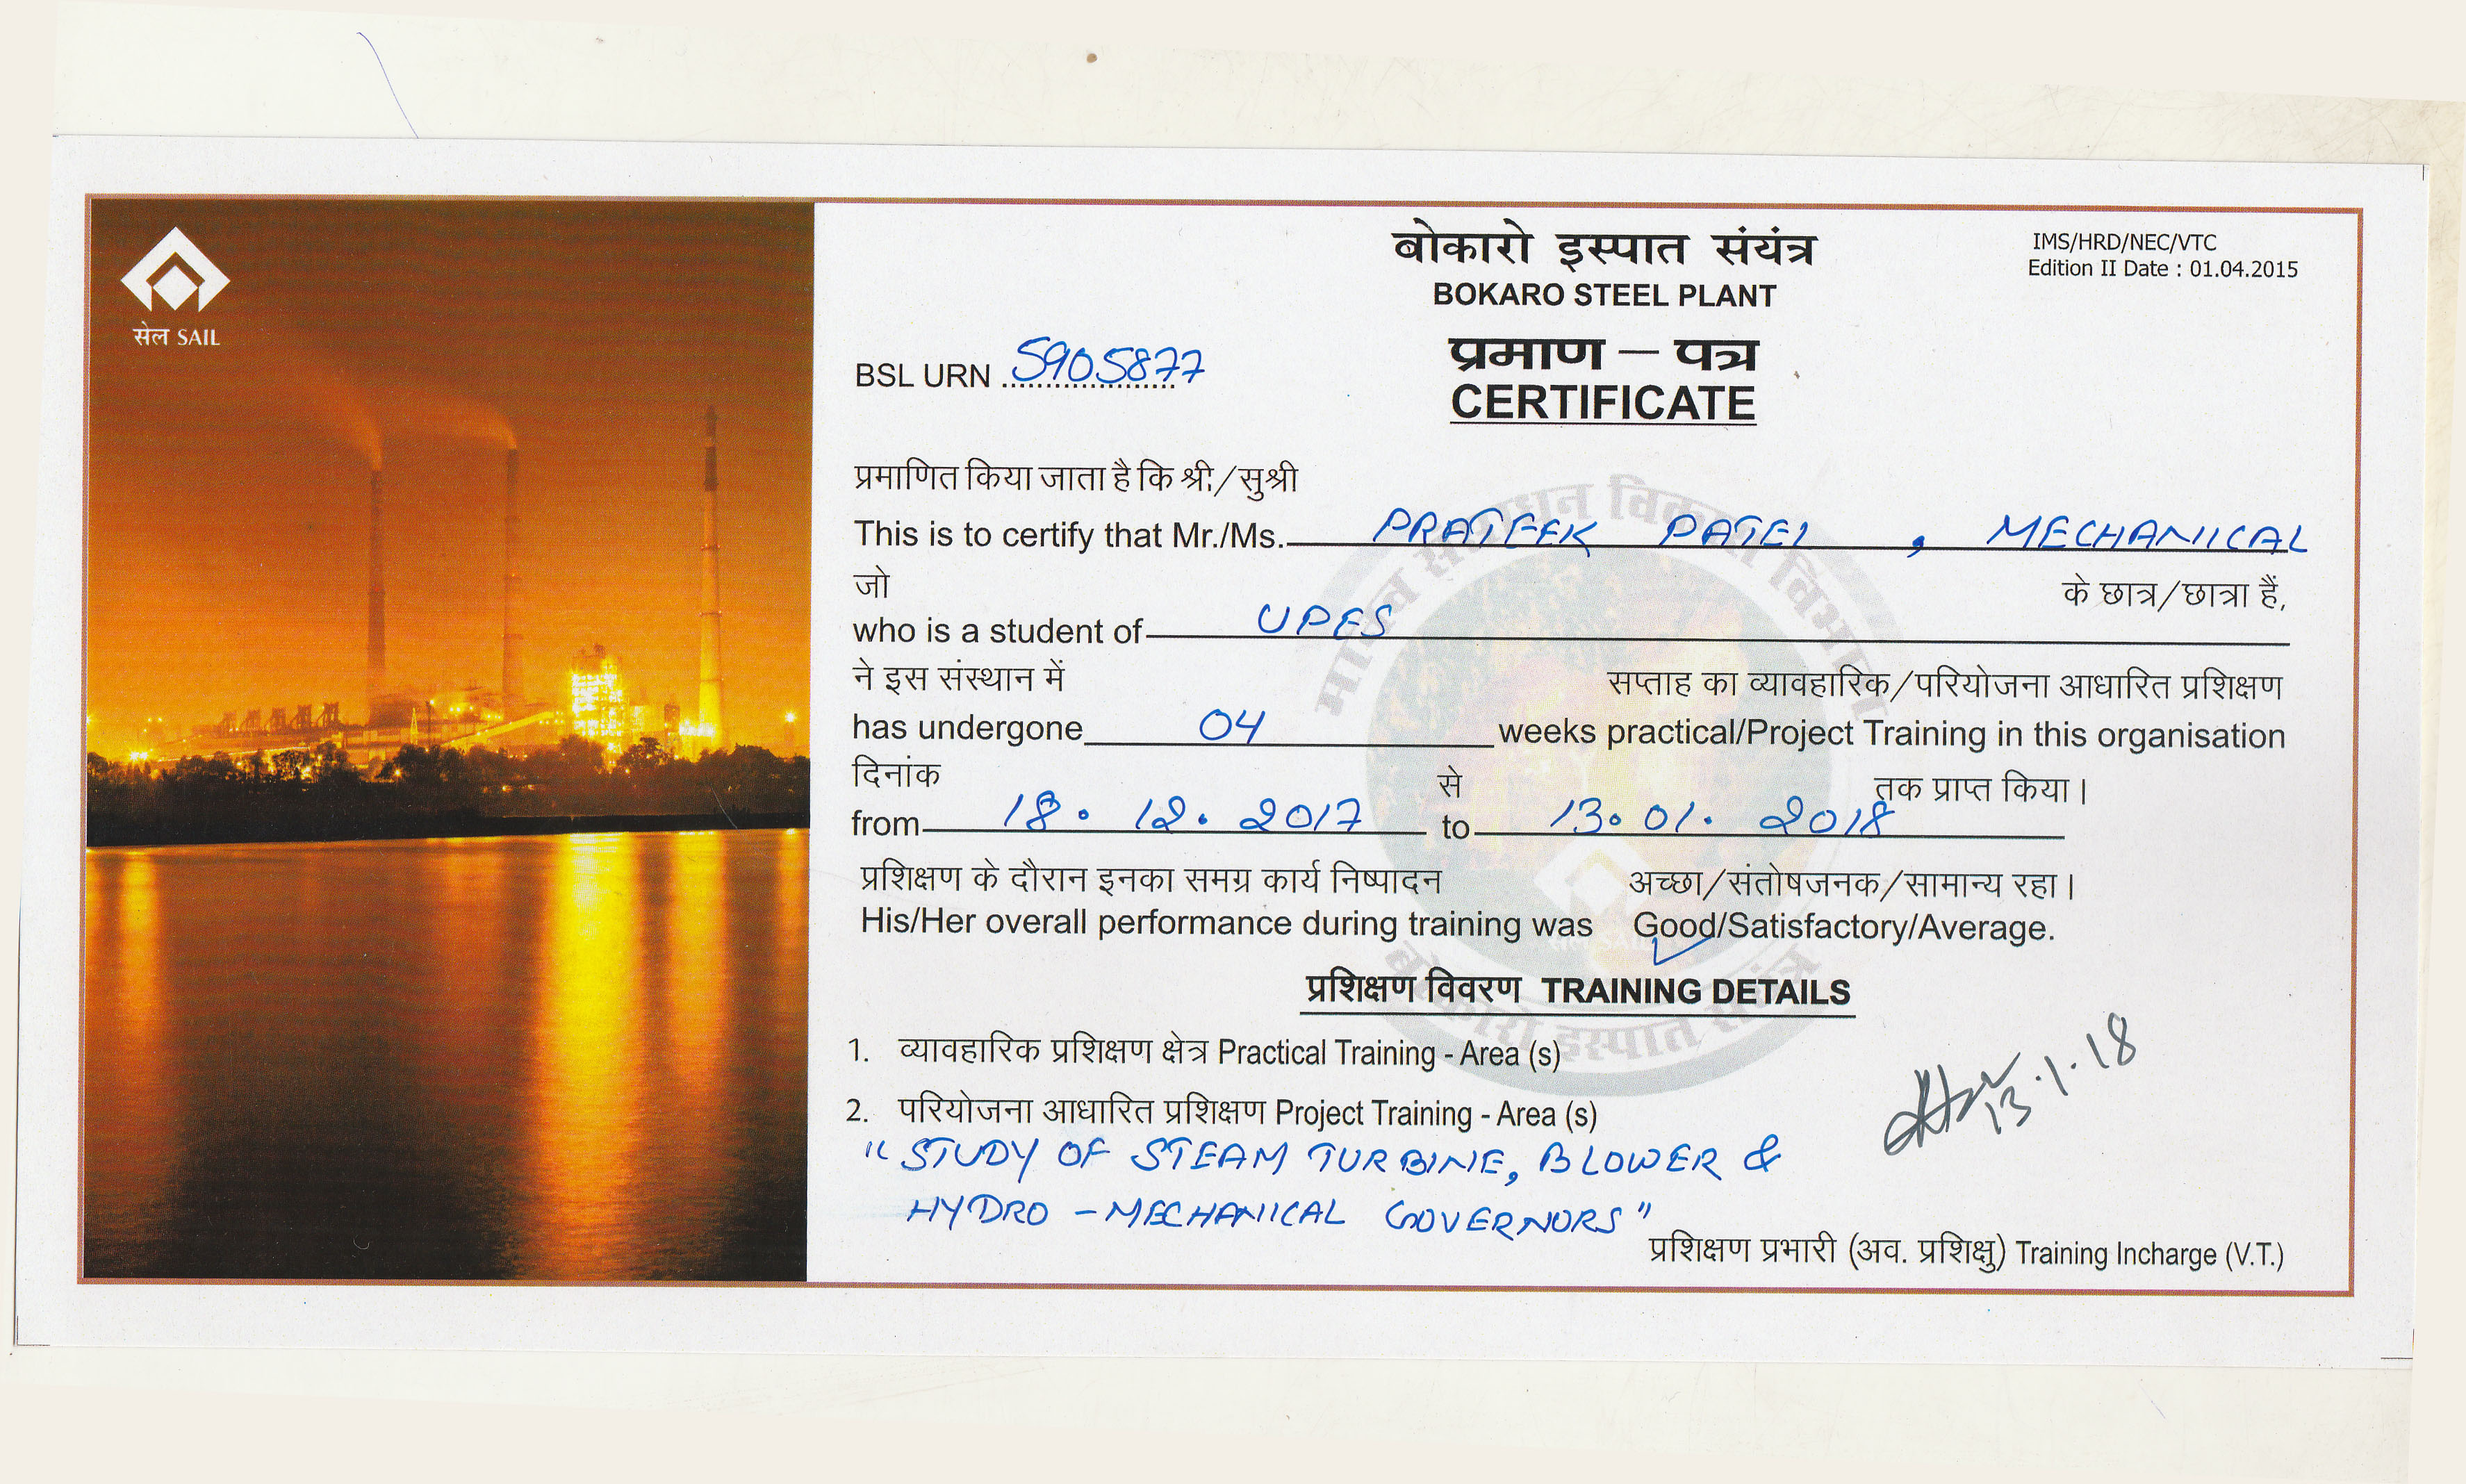 सेल SAIL
बोकारो इस्पात संयंत्र
BOKARO STEEL PLANT
IMS/HRD/NEC/VTC
Edition II Date : 01.04.2015
BSL URN 5905877
प्रमाण – पत्र
CERTIFICATE
प्रमाणित किया जाता है कि श्री/सुश्री
This is to certify that Mr./Ms. PRATEEK PATEL , MECHANICAL
जो के छात्र/छात्रा हैं,
who is a student of UPES
ने इस संस्थान में सप्ताह का व्यावहारिक/परियोजना आधारित प्रशिक्षण
has undergone 04 weeks practical/Project Training in this organisation
दिनांक से तक प्राप्त किया।
from 18.12.2017 to 13.01.2018
प्रशिक्षण के दौरान इनका समग्र कार्य निष्पादन अच्छा/संतोषजनक/सामान्य रहा।
His/Her overall performance during training was Good/Satisfactory/Average.
प्रशिक्षण विवरण TRAINING DETAILS
1. व्यावहारिक प्रशिक्षण क्षेत्र Practical Training - Area (s)
2. परियोजना आधारित प्रशिक्षण Project Training - Area (s)
"STUDY OF STEAM TURBINE, BLOWER &
HYDRO-MECHANICAL GOVERNORS"
13.1.18
प्रशिक्षण प्रभारी (अव. प्रशिक्षु) Training Incharge (V.T.)
मानव संसाधन विकास विभाग
सेल SAIL
बोकारो इस्पात संयंत्र